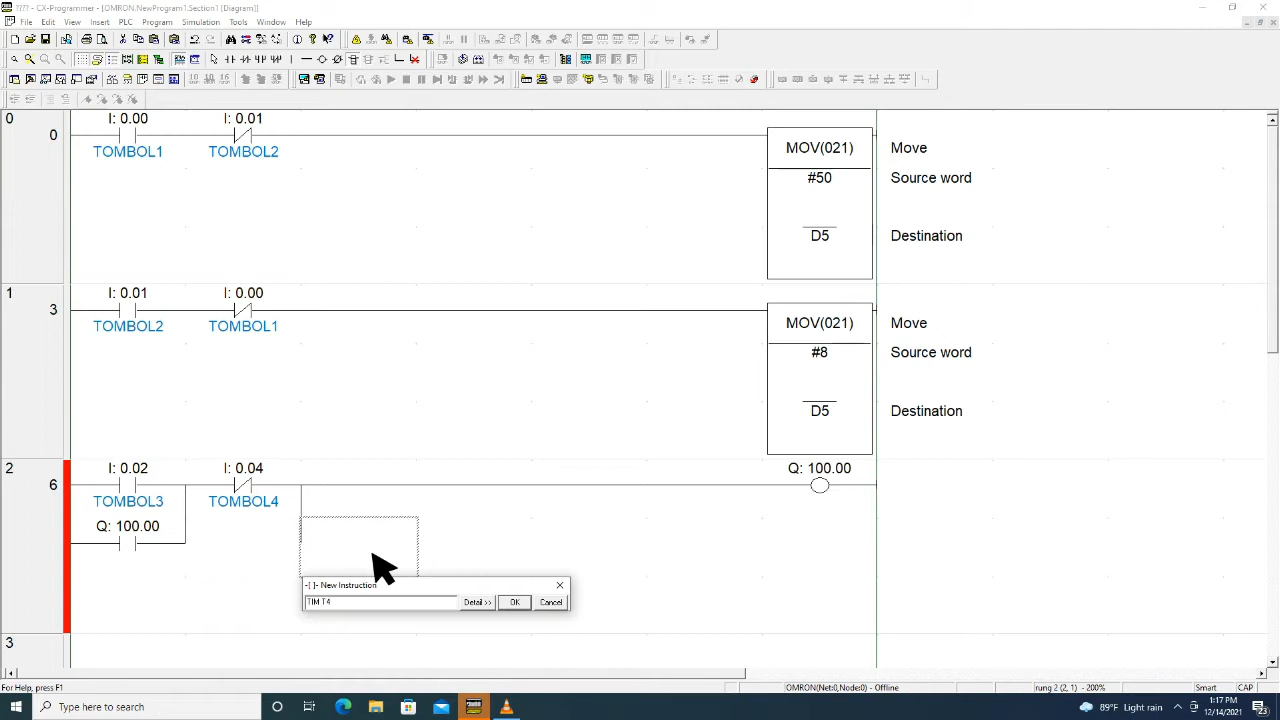 ???? - CX-Programmer - [OMRON.NewProgram1.Section1 [Diagram]]
File Edit View Insert PLC Program Simulation Tools Window Help
0
0
I: 0.00
I: 0.01
TOMBOL1
TOMBOL2
MOV(021)
Move
#50
Source word
D5
Destination
1
3
I: 0.01
I: 0.00
TOMBOL2
TOMBOL1
MOV(021)
Move
#8
Source word
D5
Destination
2
6
I: 0.02
I: 0.04
Q: 100.00
TOMBOL3
TOMBOL4
Q: 100.00
-[ ]- New Instruction
TIM T4
Detail >>
OK
Cancel
3
For Help, press F1
OMRON(Net:0,Node:0) - Offline
rung 2 (2, 1) - 200%
Smart
CAP
Type here to search
89°F Light rain
1:17 PM
12/14/2021
23